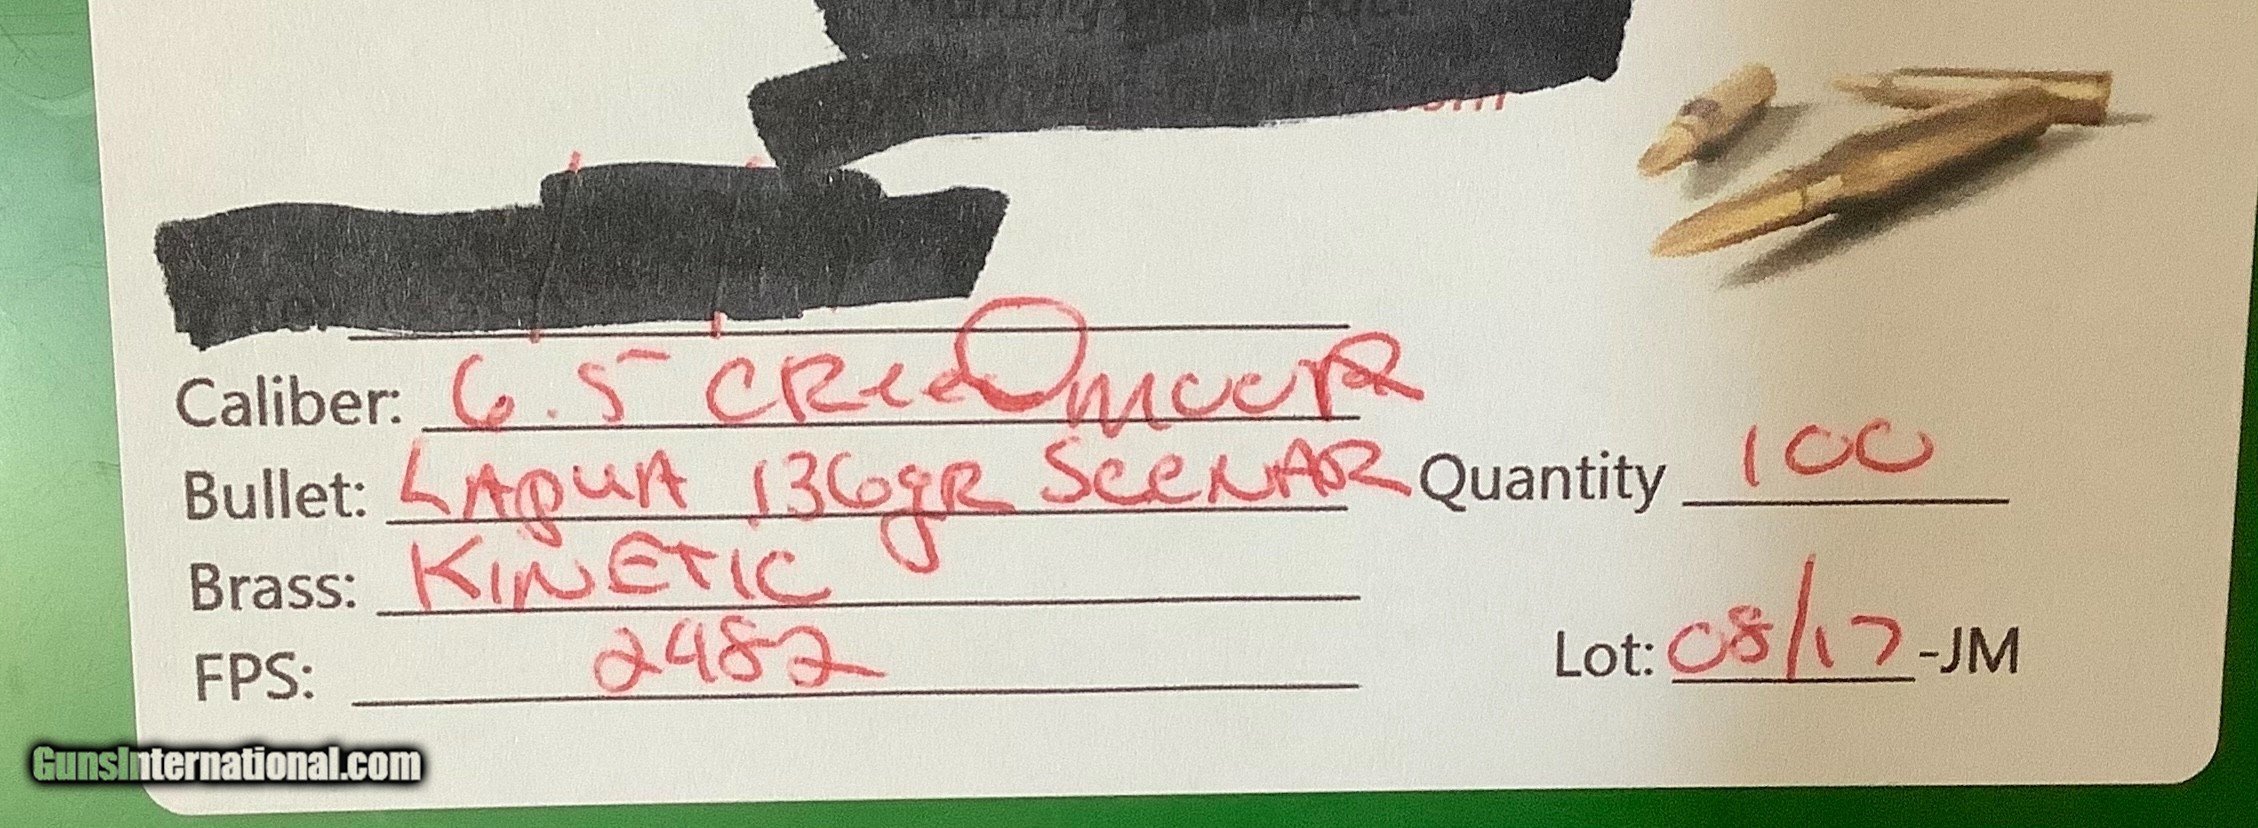 Caliber: 6.5 CREEDMOOR
Bullet: LApuA 136gR SCENAR Quantity 100
Brass: KINETIC
FPS: 2482
Lot: 08/17-JM
GunsInternational.com